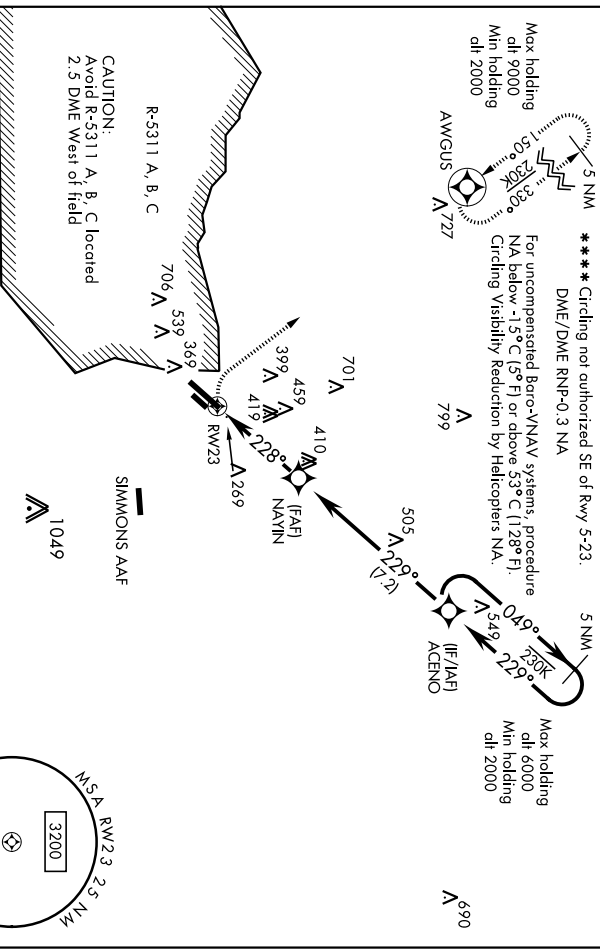 5 NM
**** Circling not authorized SE of Rwy 5-23.
DME/DME RNP-0.3 NA
For uncompensated Baro-VNAV systems, procedure
NA below -15°C (5°F) or above 53°C (128°F).
Circling Visibility Reduction by Helicopters NA.
Max holding
alt 9000
Min holding
alt 2000
150°
330°
230K
AWGUS
727
5 NM
049°
230K
229°
Max holding
alt 6000
Min holding
alt 2000
549
(IF/IAF)
ACENO
799
690
505
229°
(7.2)
701
410
(FAF)
NAYIN
399
459
419
228°
269
RW23
R-5311 A, B, C
706
539
369
CAUTION:
Avoid R-5311 A, B, C located
2.5 DME West of field
SIMMONS AAF
1049
MSA RW23 25 NM
3200